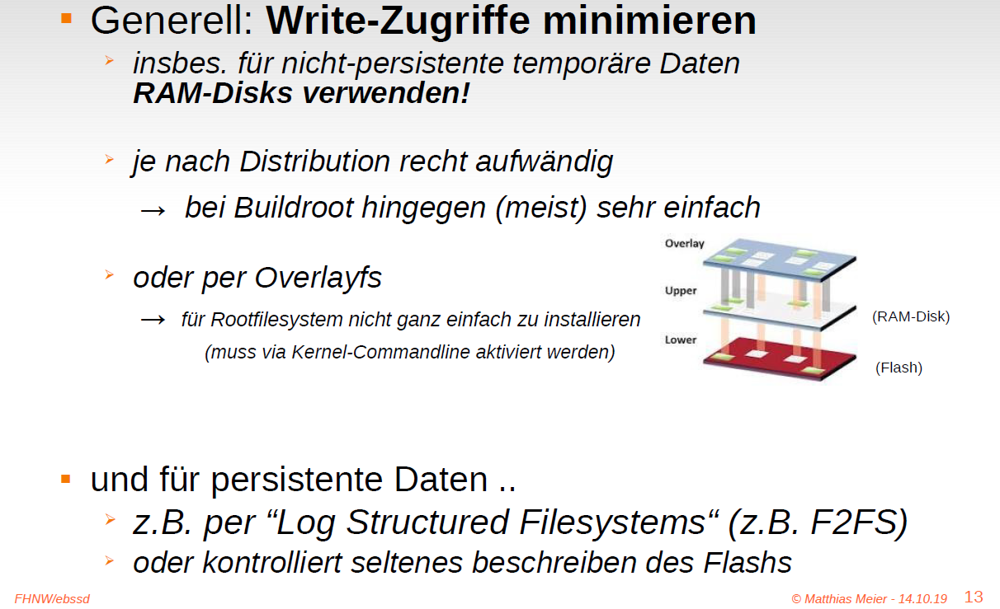 Generell: Write-Zugriffe minimieren
insbes. für nicht-persistente temporäre Daten
RAM-Disks verwenden!
je nach Distribution recht aufwändig
→ bei Buildroot hingegen (meist) sehr einfach
oder per Overlayfs
→ für Rootfilesystem nicht ganz einfach zu installieren
(muss via Kernel-Commandline aktiviert werden)
Overlay
Upper
(RAM-Disk)
Lower
(Flash)
und für persistente Daten ..
z.B. per “Log Structured Filesystems“ (z.B. F2FS)
oder kontrolliert seltenes beschreiben des Flashs
FHNW/ebssd
© Matthias Meier - 14.10.19 13